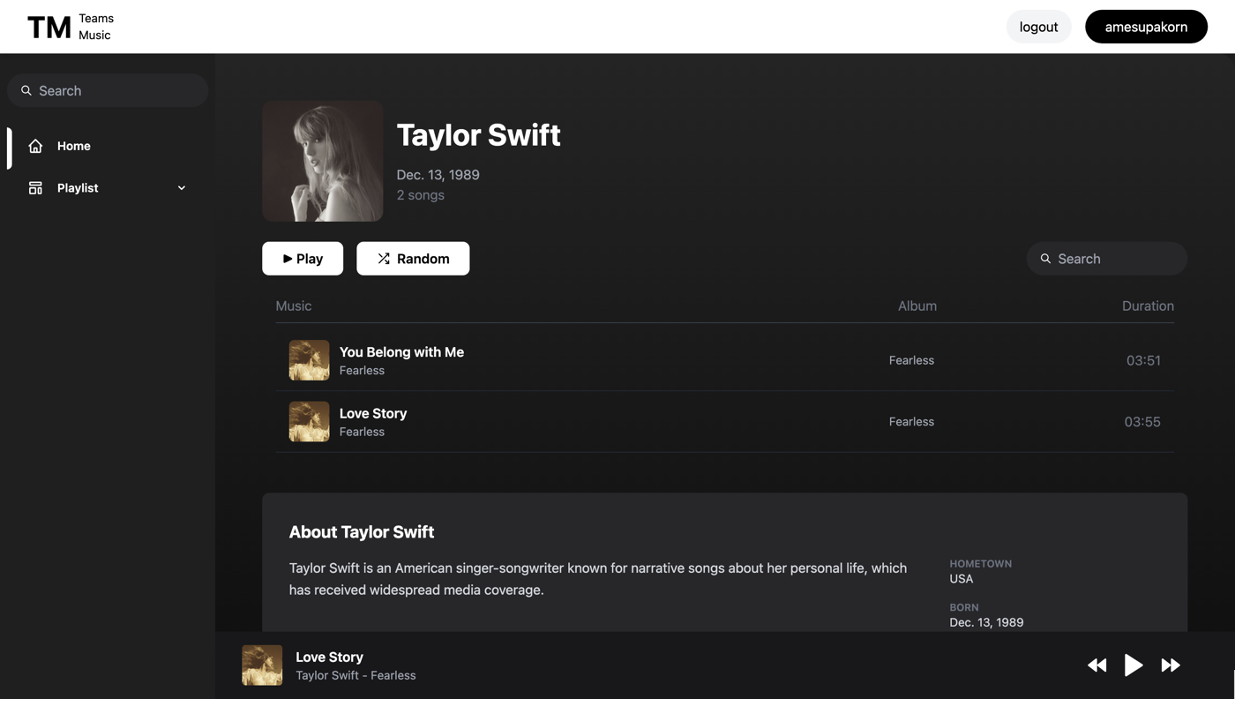 TM Teams
Music
logout
amesupakorn
Search
Home
Playlist
Taylor Swift
Dec. 13, 1989
2 songs
Play
Random
Search
Music Album Duration
You Belong with Me
Fearless
Fearless
03:51
Love Story
Fearless
Fearless
03:55
About Taylor Swift
Taylor Swift is an American singer-songwriter known for narrative songs about her personal life, which
has received widespread media coverage.
HOMETOWN
USA
BORN
Dec. 13, 1989
Love Story
Taylor Swift - Fearless